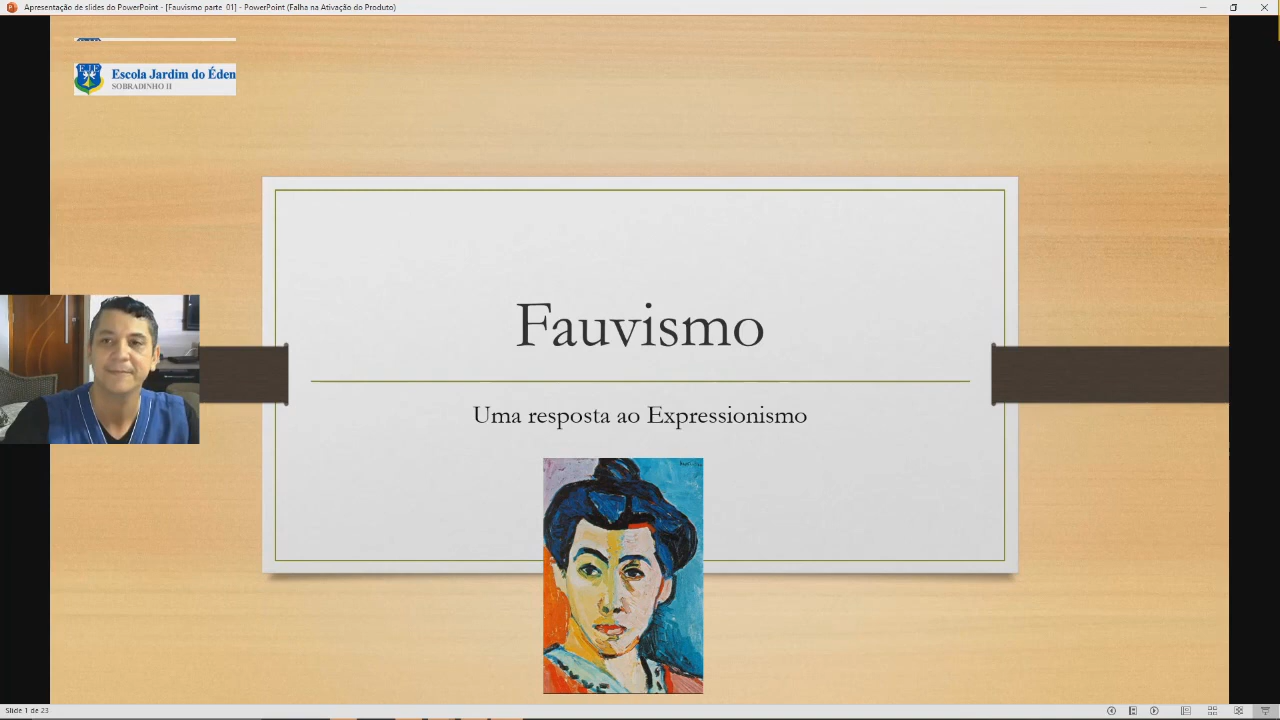 Apresentação de slides do PowerPoint - [Fauvismo parte 01] - PowerPoint (Falha na Ativação do Produto)
E J E
Escola Jardim do Éden
SOBRADINHO II
Fauvismo
Uma resposta ao Expressionismo
Slide 1 de 23